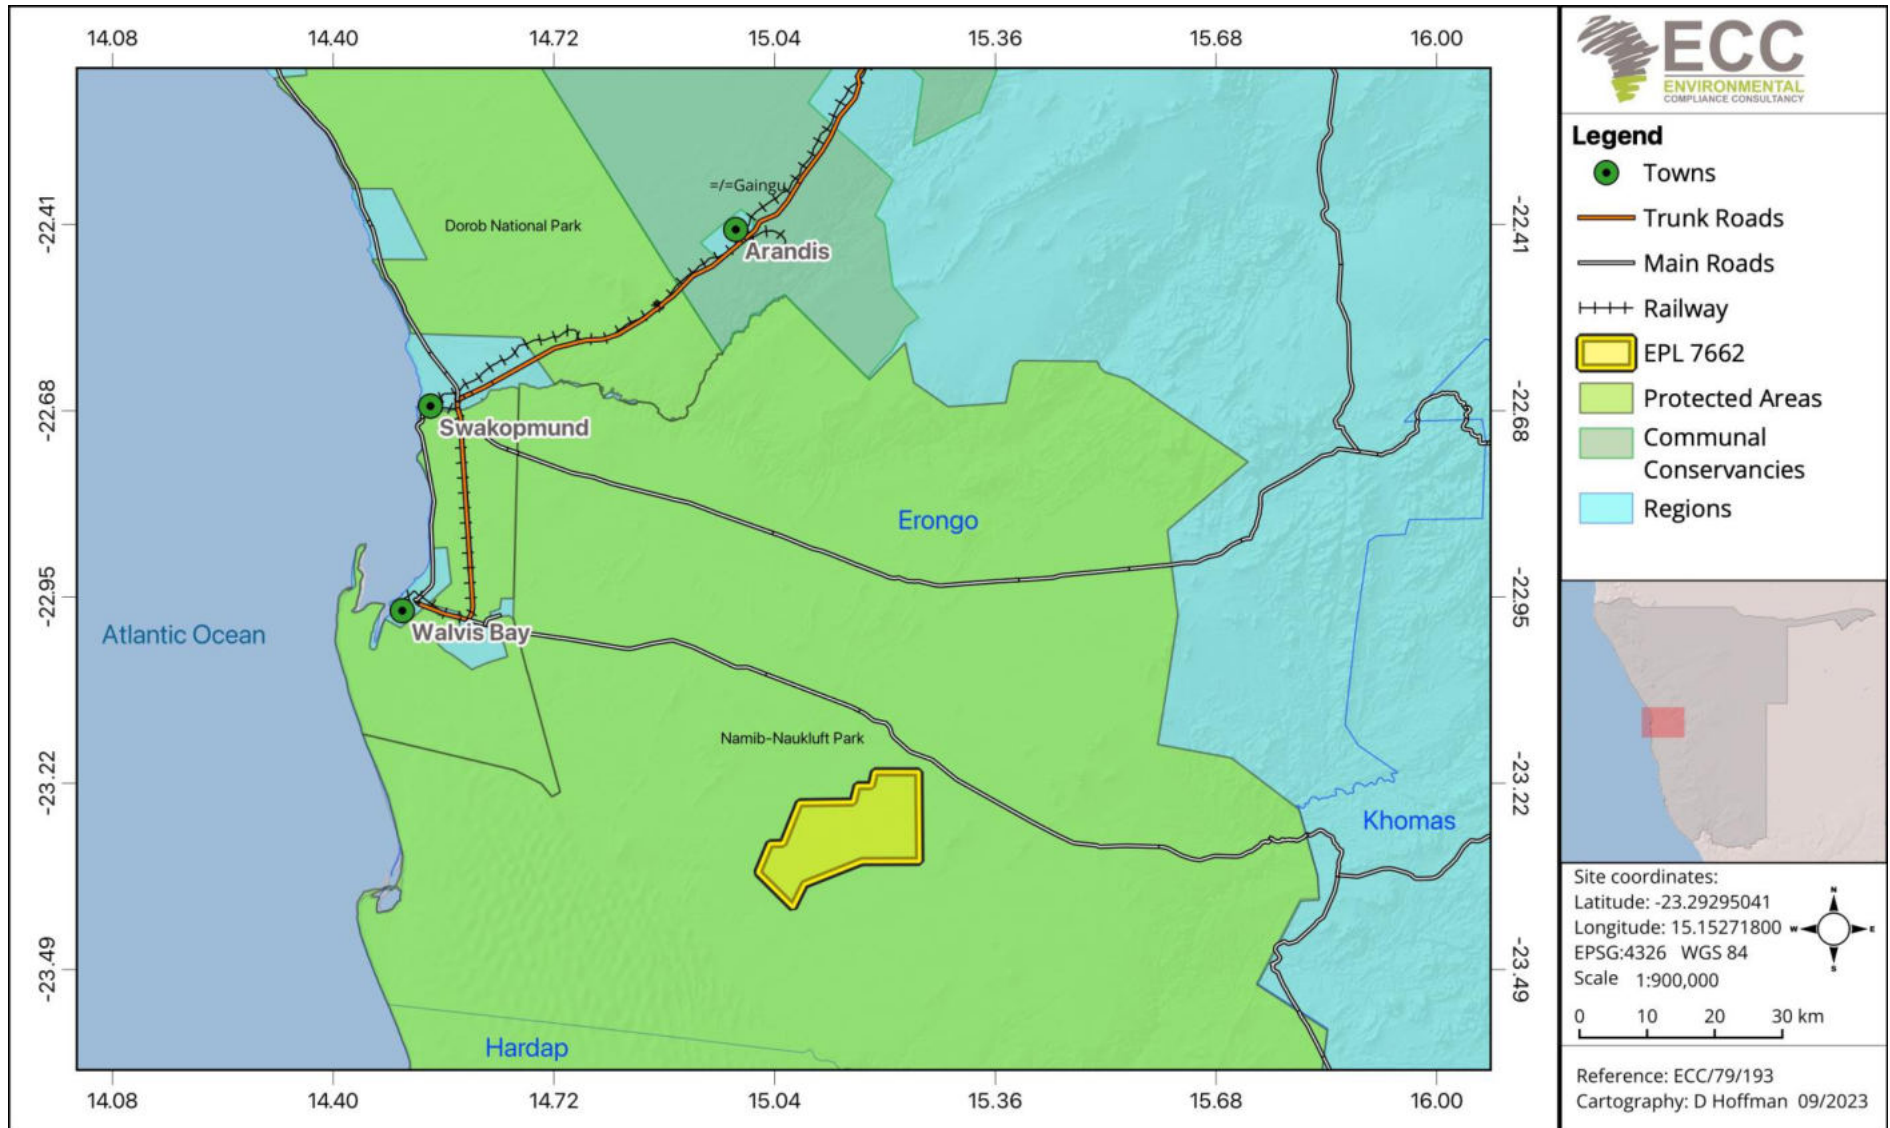 14.08 14.40 14.72 15.04 15.36 15.68 16.00
-22.41
-22.68
-22.95
-23.22
-23.49
=/=Gaingu
Dorob National Park
Arandis
Swakopmund
Erongo
Walvis Bay
Atlantic Ocean
Namib-Naukluft Park
Khomas
Hardap
-22.41
-22.68
-22.95
-23.22
-23.49
14.08 14.40 14.72 15.04 15.36 15.68 16.00
ECC
ENVIRONMENTAL
COMPLIANCE CONSULTANCY
Legend
Towns
Trunk Roads
Main Roads
Railway
EPL 7662
Protected Areas
Communal
Conservancies
Regions
Site coordinates:
Latitude: -23.29295041
Longitude: 15.15271800
EPSG:4326 WGS 84
Scale 1:900,000
N
W E
S
0 10 20 30 km
Reference: ECC/79/193
Cartography: D Hoffman 09/2023